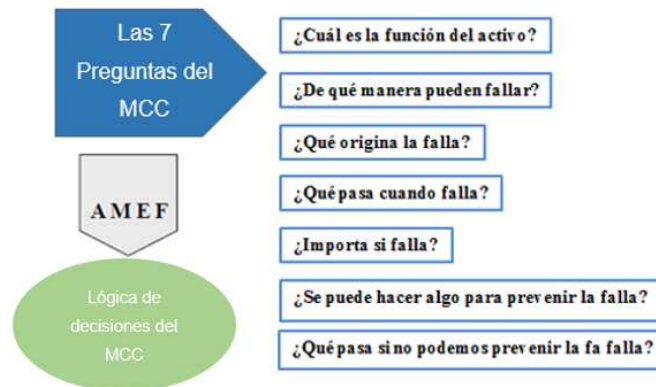 Las 7
Preguntas del
MCC
AMEF
Lógica de
decisiones del
MCC
¿Cuál es la función del activo?
¿De qué manera pueden fallar?
¿Qué origina la falla?
¿Qué pasa cuando falla?
¿Importa si falla?
¿Se puede hacer algo para prevenir la falla?
¿Qué pasa si no podemos prevenir la fa falla?